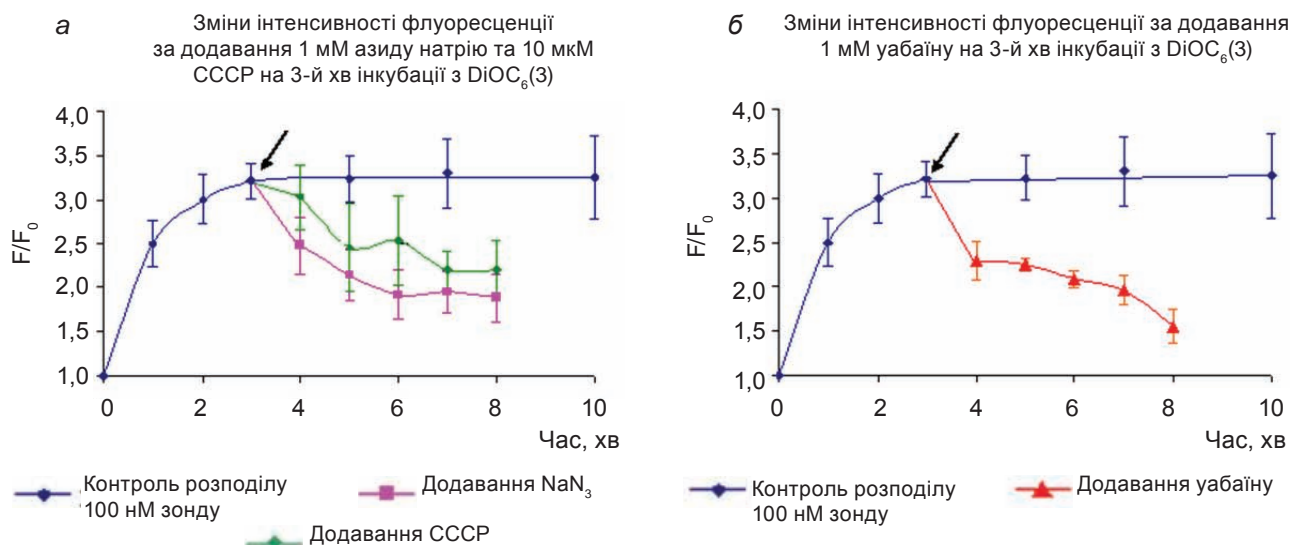 а
Зміни інтенсивності флуоресценції
за додавання 1 мМ азиду натрію та 10 мкМ
СССР на 3-й хв інкубації з DiOC6(3)
4,0
3,5
3,0
2,5
2,0
1,5
1,0
F/F0
0 2 4 6 8 10
Час, хв
Контроль розподілу
100 нМ зонду
Додавання NaN3
Додавання СССР
б
Зміни інтенсивності флуоресценції за додавання
1 мМ уабаїну на 3-й хв інкубації з DiOC6(3)
4,0
3,5
3,0
2,5
2,0
1,5
1,0
F/F0
0 2 4 6 8 10
Час, хв
Контроль розподілу
100 нМ зонду
Додавання уабаїну